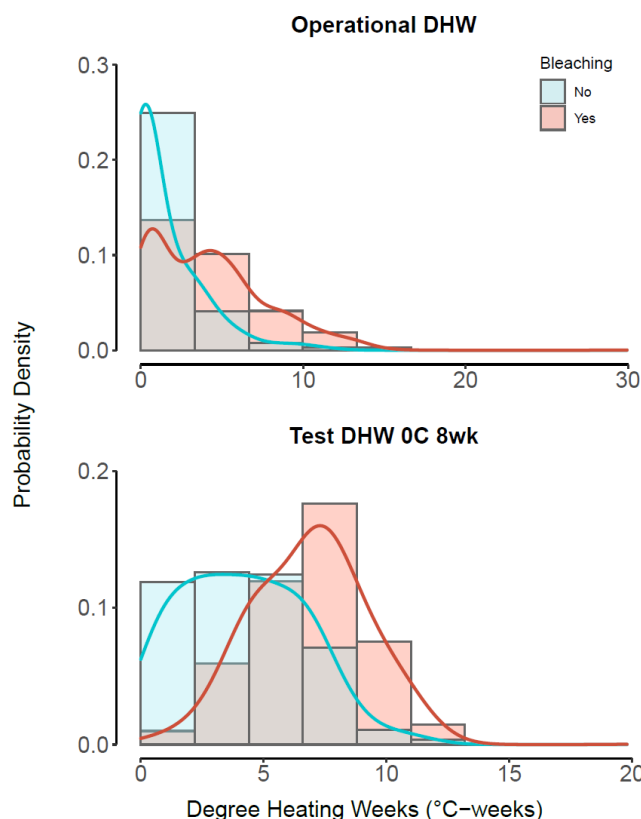 Operational DHW
Bleaching
No
Yes
0.3
0.2
0.1
0.0
0 10 20 30
Probability Density
Test DHW 0C 8wk
0.2
0.1
0.0
0 5 10 15 20
Degree Heating Weeks (°C−weeks)